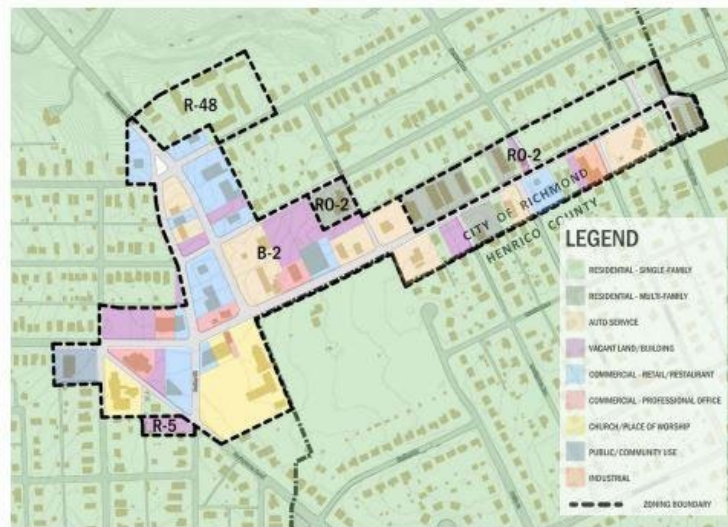 R-48
RO-2
RO-2
B-2
CITY OF RICHMOND
HENRICO COUNTY
R-5
LEGEND
RESIDENTIAL - SINGLE-FAMILY
RESIDENTIAL - MULTI-FAMILY
AUTO SERVICE
VACANT LAND/BUILDING
COMMERCIAL - RETAIL/RESTAURANT
COMMERCIAL - PROFESSIONAL OFFICE
CHURCH/PLACE OF WORSHIP
PUBLIC/COMMUNITY USE
INDUSTRIAL
ZONING BOUNDARY